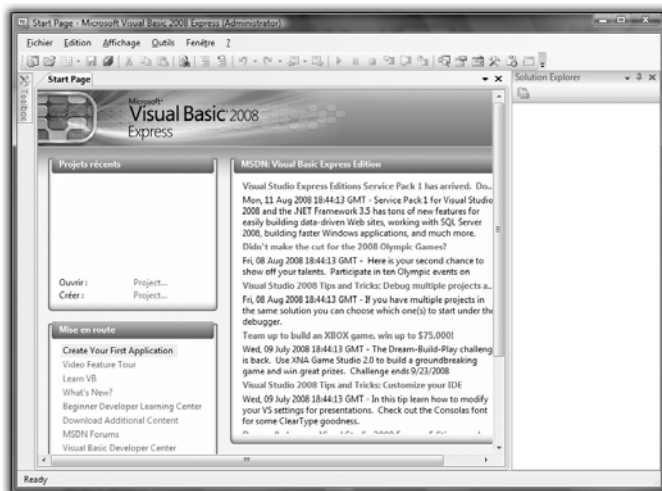 Start Page - Microsoft Visual Basic 2008 Express (Administrator)
Fichier Edition Affichage Outils Fenêtre ?
Toolbox
Start Page
Solution Explorer
Microsoft®
Visual Basic® 2008
Express
Projets récents
Ouvrir : Project...
Créer : Project...
Mise en route
Create Your First Application
Video Feature Tour
Learn VB
What's New?
Beginner Developer Learning Center
Download Additional Content
MSDN Forums
Visual Basic Developer Center
MSDN: Visual Basic Express Edition
Visual Studio Express Editions Service Pack 1 has arrived. Do...
Mon, 11 Aug 2008 18:44:13 GMT - Service Pack 1 for Visual Studio
2008 and the .NET Framework 3.5 has tons of new features for
easily building data-driven Web sites, working with SQL Server
2008, building faster Windows applications, and much more.
Didn't make the cut for the 2008 Olympic Games?
Fri, 08 Aug 2008 18:44:13 GMT - Here is your second chance to
show off your talents. Participate in ten Olympic events on
Visual Studio 2008 Tips and Tricks: Debug multiple projects a...
Fri, 08 Aug 2008 18:44:13 GMT - If you have multiple projects in
the same solution you can choose which one(s) to start under the
debugger.
Team up to build an XBOX game, win up to $75,000!
Wed, 09 July 2008 18:44:13 GMT - The Dream-Build-Play challeng
is back. Use XNA Game Studio 2.0 to build a groundbreaking
game and win great prizes. Challenge ends 9/23/2008
Visual Studio 2008 Tips and Tricks: Customize your IDE
Wed, 09 July 2008 18:44:13 GMT - In this tip learn how to modify
your VS settings for presentations. Check out the Consolas font
for some ClearType goodness.
Ready